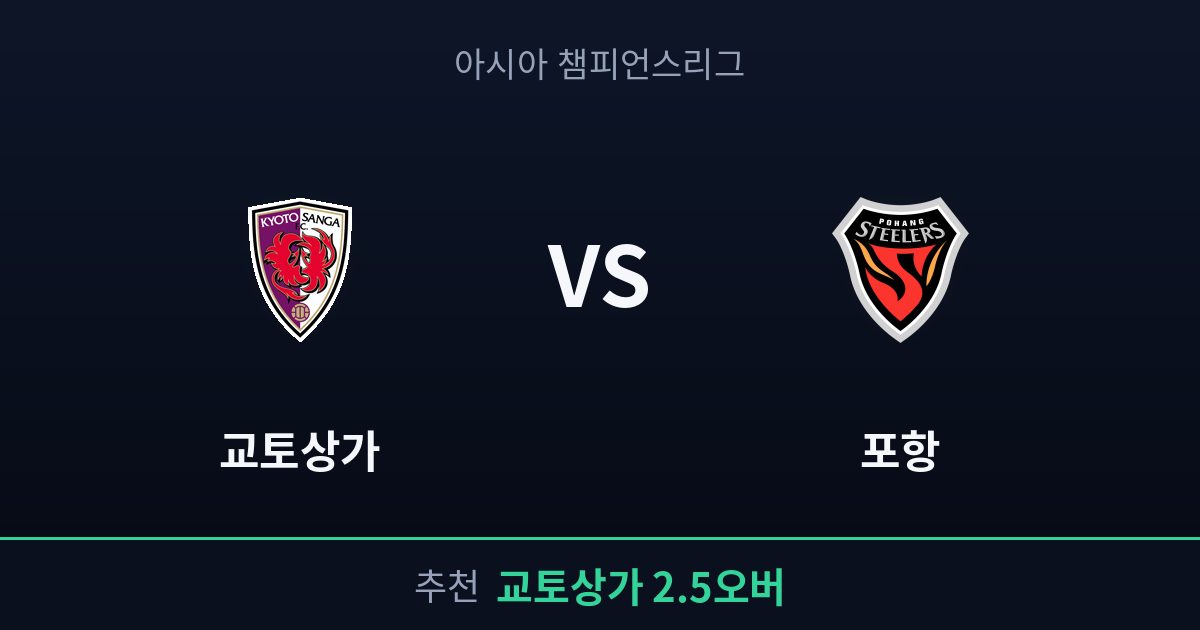 아시아 챔피언스리그
KYOTO SANGA
F.C.
VS
POHANG
STEELERS
교토상가
포항
추천 교토상가 2.5오버